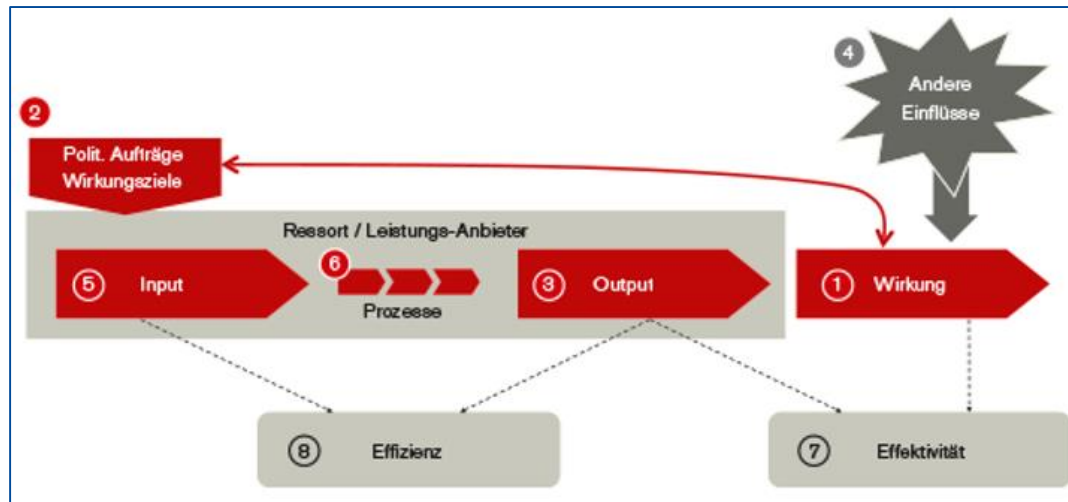 4
Andere
Einflüsse
2
Polit. Aufträge
Wirkungsziele
Ressort / Leistungs-Anbieter
5 Input
6
Prozesse
3 Output
1 Wirkung
8 Effizienz
7 Effektivität